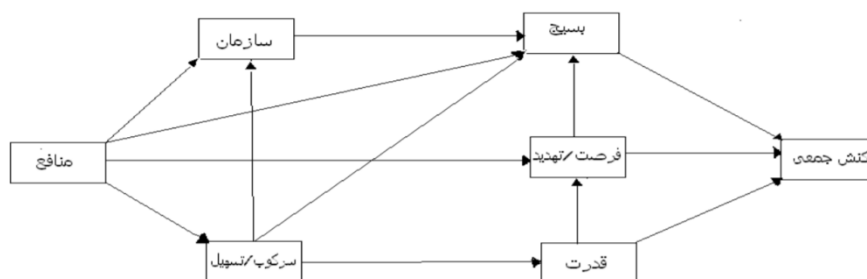 بسیج
سازمان
منافع
فرصت/تهدید
کنش جمعی
سرکوب/تسهیل
قدرت